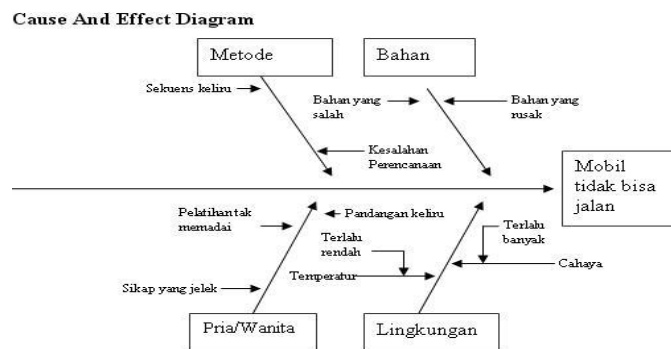 Cause And Effect Diagram
Metode
Bahan
Sekuens keliru
Bahan yang
salah
Bahan yang
rusak
Kesalahan
Perencanaan
Mobil
tidak bisa
jalan
Pelatihan tak
memadai
Pandangan keliru
Terlalu
rendah
Terlalu
banyak
Temperatur
Cahaya
Sikap yang jelek
Pria/Wanita
Lingkungan